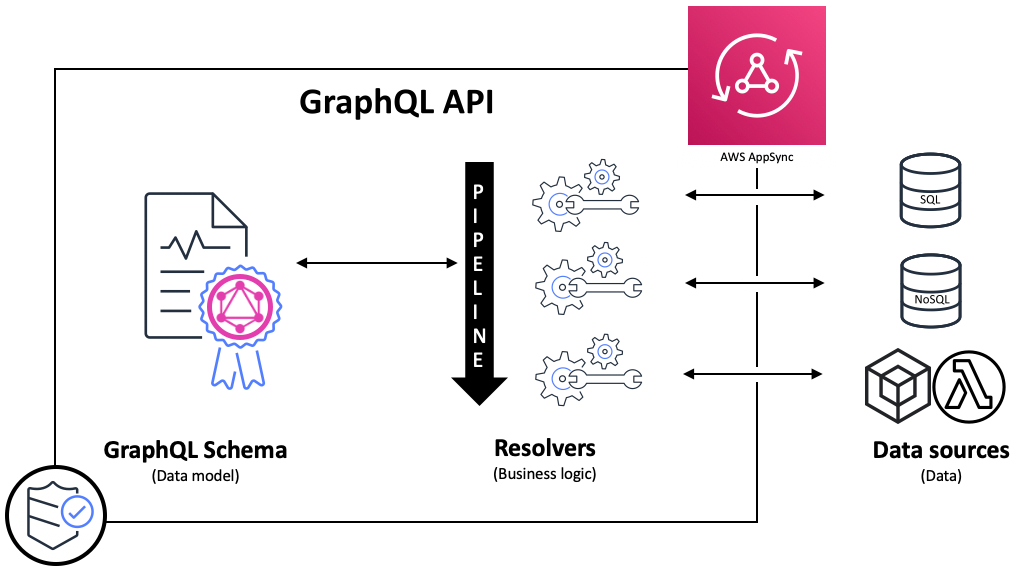 GraphQL API
AWS AppSync
PIPELINE
SQL
NoSQL
GraphQL Schema
(Data model)
Resolvers
(Business logic)
Data sources
(Data)